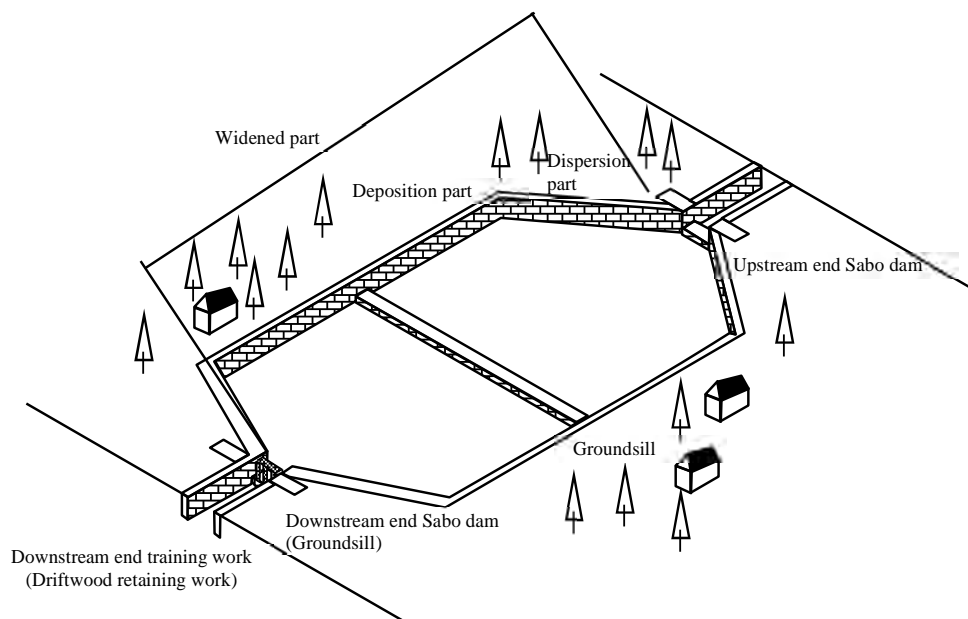 Widened part
Dispersion
part
Deposition part
Upstream end Sabo dam
Groundsill
Downstream end Sabo dam
(Groundsill)
Downstream end training work
(Driftwood retaining work)